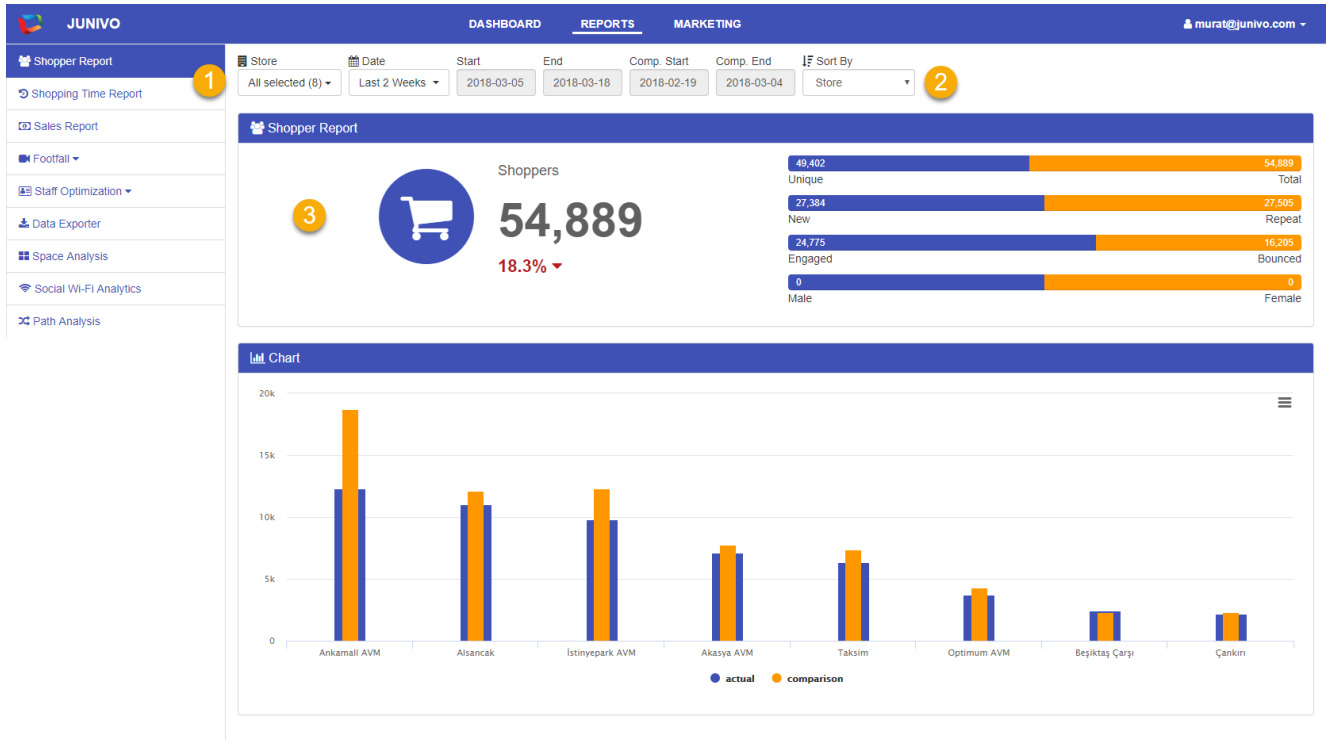 JUNIVO
DASHBOARD REPORTS MARKETING
murat@junivo.com
Shopper Report
Shopping Time Report
Sales Report
Footfall
Staff Optimization
Data Exporter
Space Analysis
Social Wi-Fi Analytics
Path Analysis
1
Store Date Start End Comp. Start Comp. End Sort By
All selected (8) Last 2 Weeks 2018-03-05 2018-03-18 2018-02-19 2018-03-04 Store
2
Shopper Report
3
Shoppers
54,889
18.3%
49,402 54,889
Unique Total
27,384 27,505
New Repeat
24,775 16,205
Engaged Bounced
0 0
Male Female
Chart
20k
15k
10k
5k
0
Ankamall AVM Alsancak İstinyepark AVM Akasya AVM Taksim Optimum AVM Beşiktaş Çarşı Çankırı
actual comparison